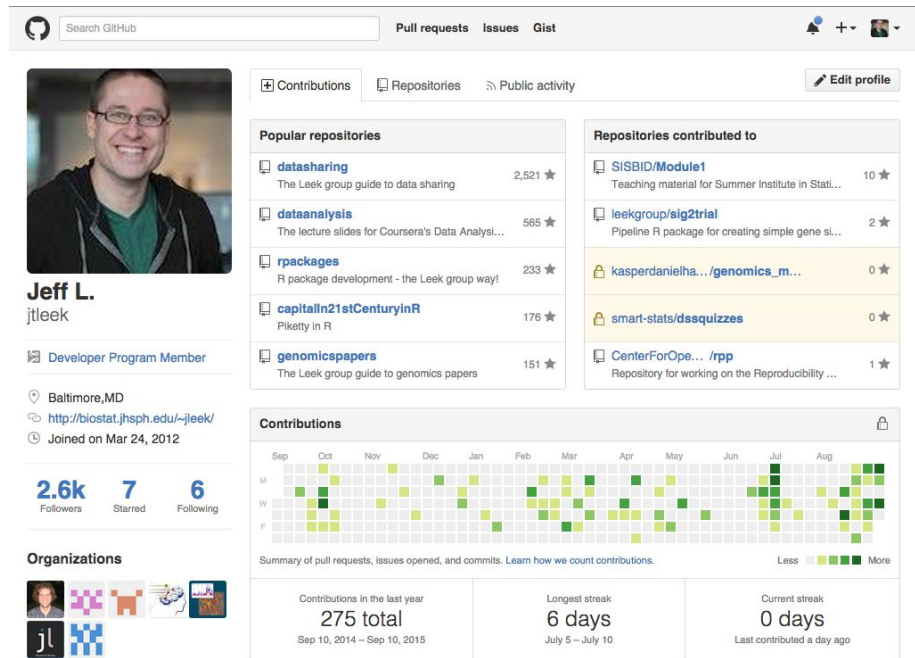 Search GitHub
Pull requests Issues Gist
Contributions Repositories Public activity
Edit profile
Jeff L.
jtleek
Developer Program Member
Baltimore,MD
http://biostat.jhsph.edu/~jleek/
Joined on Mar 24, 2012
2.6k 7 6
Followers Starred Following
Organizations
jl
Popular repositories
datasharing
The Leek group guide to data sharing
2,521
dataanalysis
The lecture slides for Coursera's Data Analysi...
565
rpackages
R package development - the Leek group way!
233
capitalIn21stCenturyinR
Piketty in R
176
genomicspapers
The Leek group guide to genomics papers
151
Repositories contributed to
SISBID/Module1
Teaching material for Summer Institute in Stati...
10
leekgroup/sig2trial
Pipeline R package for creating simple gene si...
2
kasperdanielha.../genomics_m...
0
smart-stats/dssquizzes
0
CenterForOpe... /rpp
Repository for working on the Reproducibility ...
1
Contributions
Sep Oct Nov Dec Jan Feb Mar Apr May Jun Jul Aug
M
W
F
Summary of pull requests, issues opened, and commits. Learn how we count contributions.
Less More
Contributions in the last year
275 total
Sep 10, 2014 – Sep 10, 2015
Longest streak
6 days
July 5 – July 10
Current streak
0 days
Last contributed a day ago